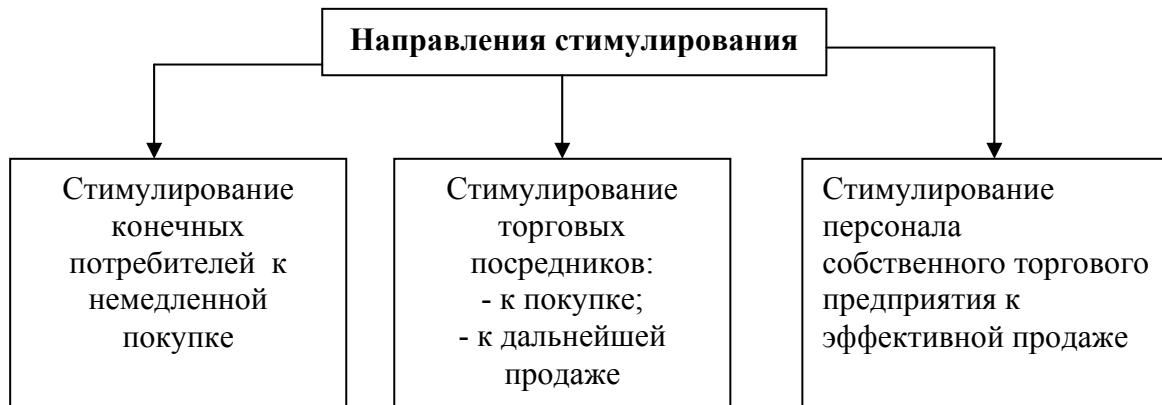 Направления стимулирования
Стимулирование
конечных
потребителей к
немедленной
покупке
Стимулирование
торговых
посредников:
- к покупке;
- к дальнейшей
продаже
Стимулирование
персонала
собственного торгового
предприятия к
эффективной продаже